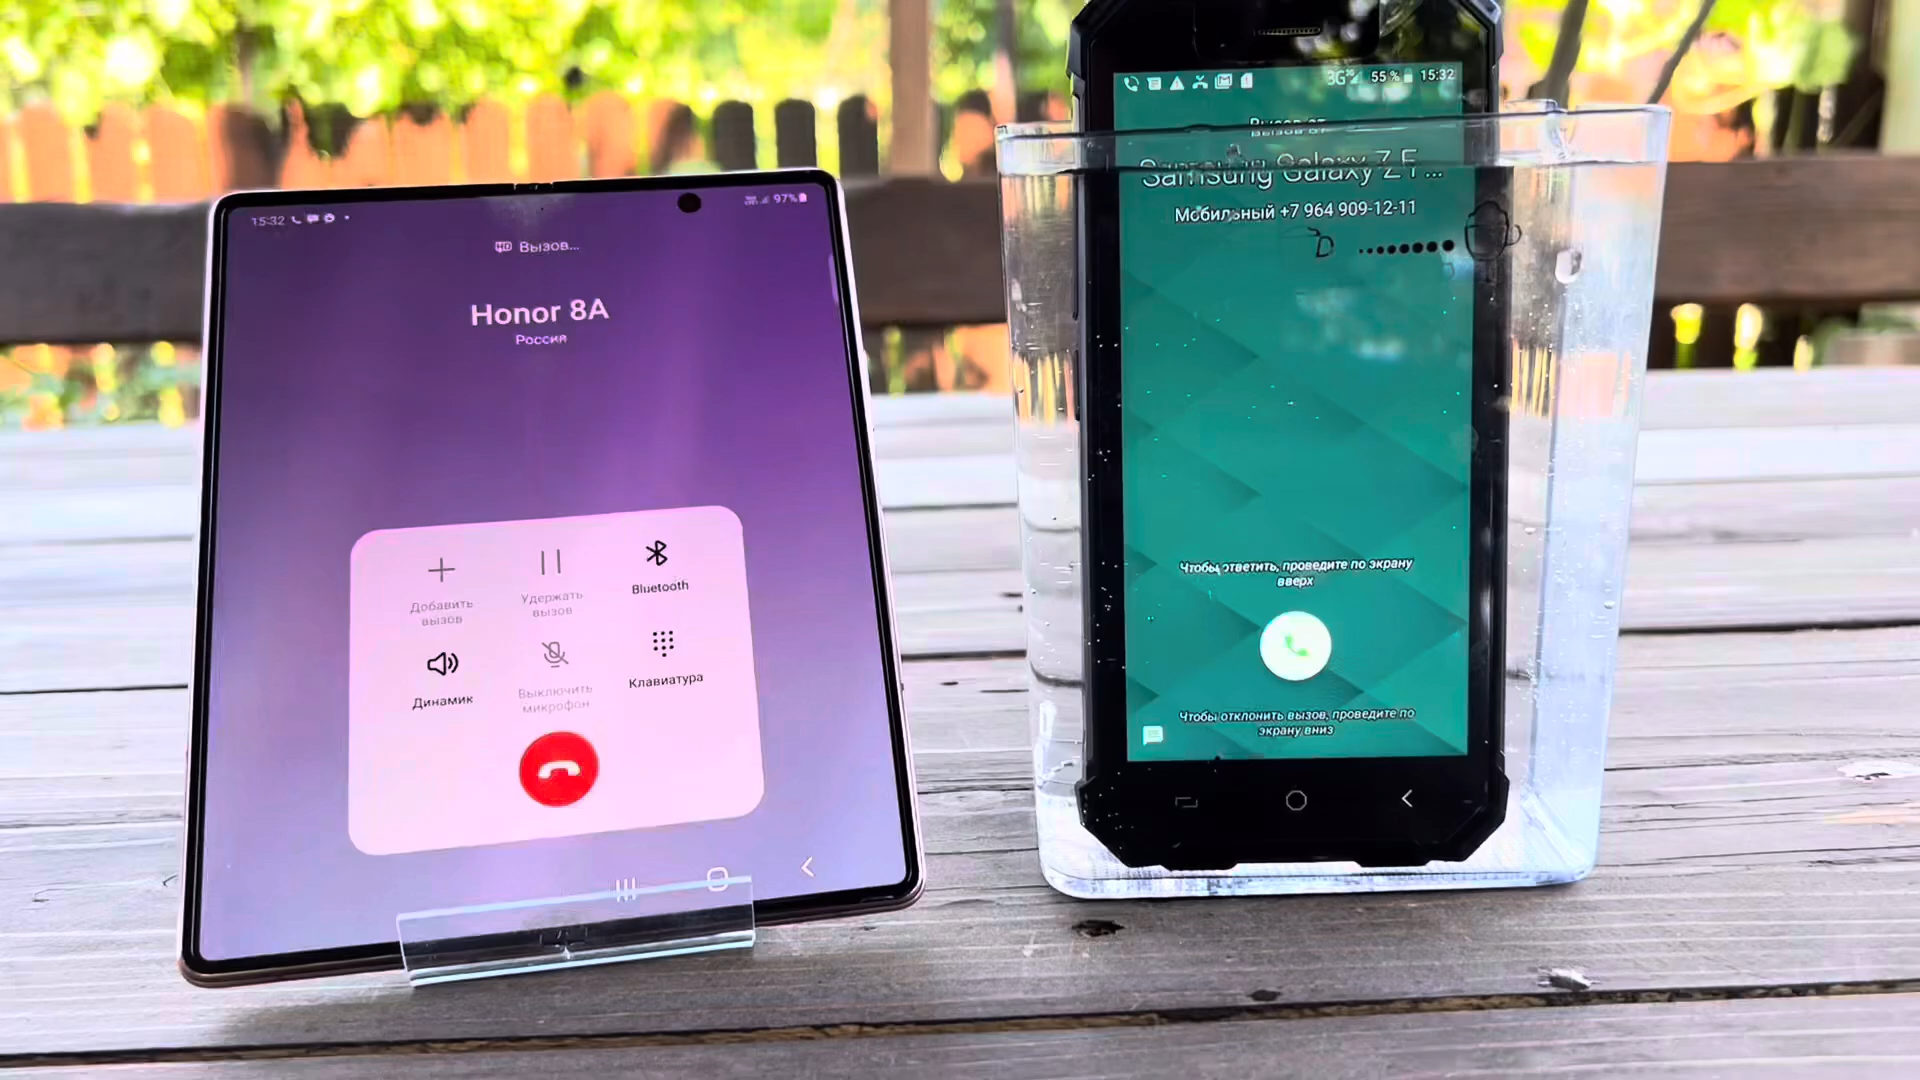 15:32
97%
Вызов...
Honor 8A
Россия
Добавить
вызов
Удержать
вызов
Bluetooth
Динамик
Выключить
микрофон
Клавиатура
3G
55 %
15:32
Вызов от
Samsung Galaxy Z F...
Мобильный +7 964 909-12-11
Чтобы ответить, проведите по экрану
вверх
Чтобы отклонить вызов, проведите по
экрану вниз